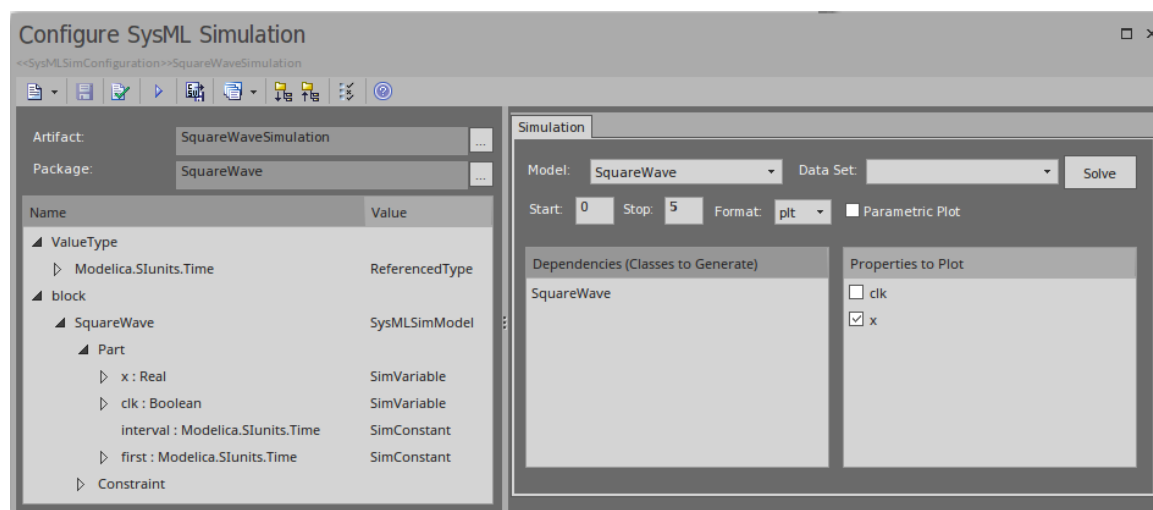 Configure SysML Simulation
<<SysMLSimConfiguration>>SquareWaveSimulation
Artifact: SquareWaveSimulation ...
Package: SquareWave ...
Name Value
ValueType
Modelica.SIunits.Time ReferencedType
block
SquareWave SysMLSimModel
Part
x : Real SimVariable
clk : Boolean SimVariable
interval : Modelica.SIunits.Time SimConstant
first : Modelica.SIunits.Time SimConstant
Constraint
Simulation
Model: SquareWave Data Set: Solve
Start: 0 Stop: 5 Format: plt Parametric Plot
Dependencies (Classes to Generate) Properties to Plot
SquareWave clk
x